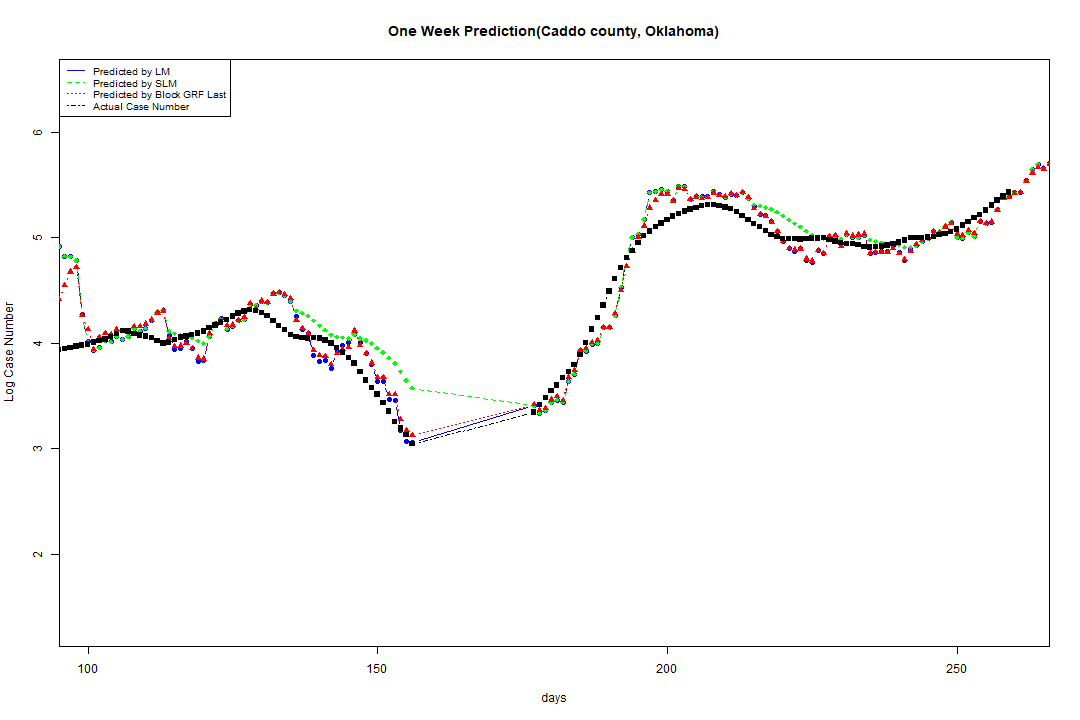 One Week Prediction(Caddo county, Oklahoma)
Predicted by LM
Predicted by SLM
Predicted by Block GRF Last
Actual Case Number
6
5
4
3
2
Log Case Number
100 150 200 250
days